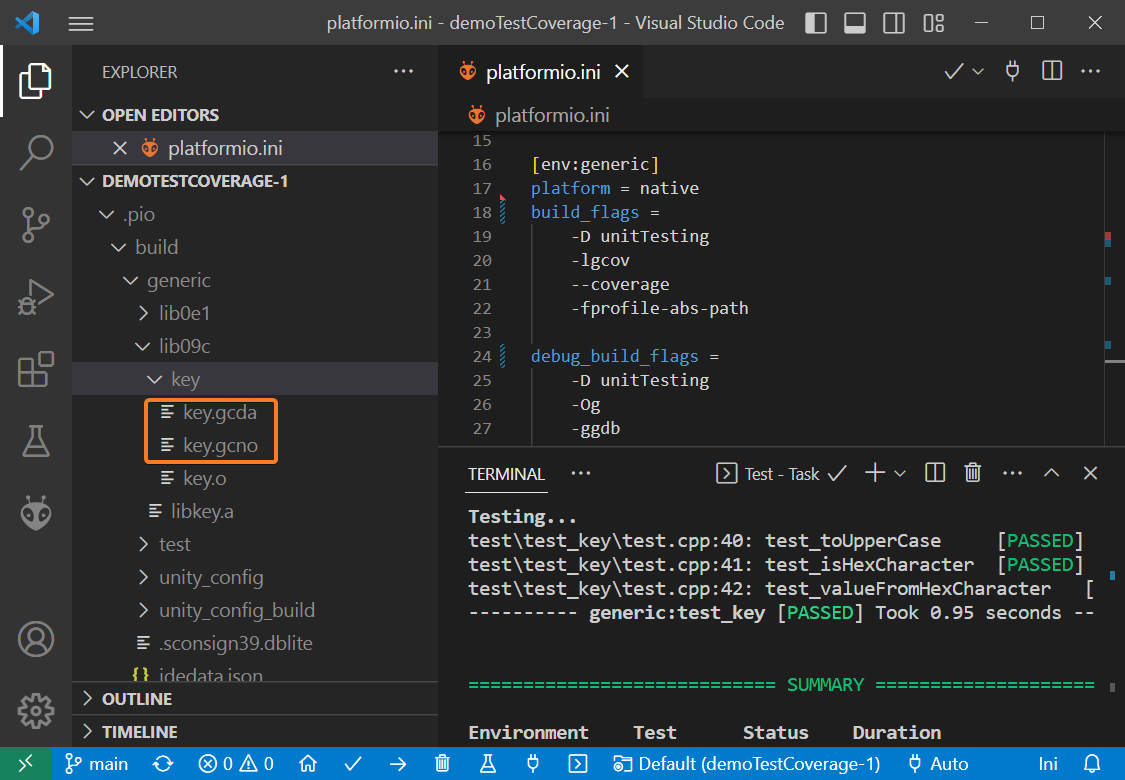 platformio.ini - demoTestCoverage-1 - Visual Studio Code
EXPLORER
OPEN EDITORS
platformio.ini
DEMOTESTCOVERAGE-1
.pio
build
generic
lib0e1
lib09c
key
key.gcda
key.gcno
key.o
libkey.a
test
unity_config
unity_config_build
.sconsign39.dblite
{} idedata.json
OUTLINE
TIMELINE
platformio.ini
platformio.ini
15
16 [env:generic]
17 platform = native
18 build_flags =
19 -D unitTesting
20 -lgcov
21 --coverage
22 -fprofile-abs-path
23
24 debug_build_flags =
25 -D unitTesting
26 -Og
27 -ggdb
TERMINAL
Test - Task
Testing...
test\test_key\test.cpp:40: test_toUpperCase [PASSED]
test\test_key\test.cpp:41: test_isHexCharacter [PASSED]
test\test_key\test.cpp:42: test_valueFromHexCharacter [
---------- generic:test_key [PASSED] Took 0.95 seconds --
============================ SUMMARY ====================
Environment Test Status Duration
main 0 0 Default (demoTestCoverage-1) Auto Ini